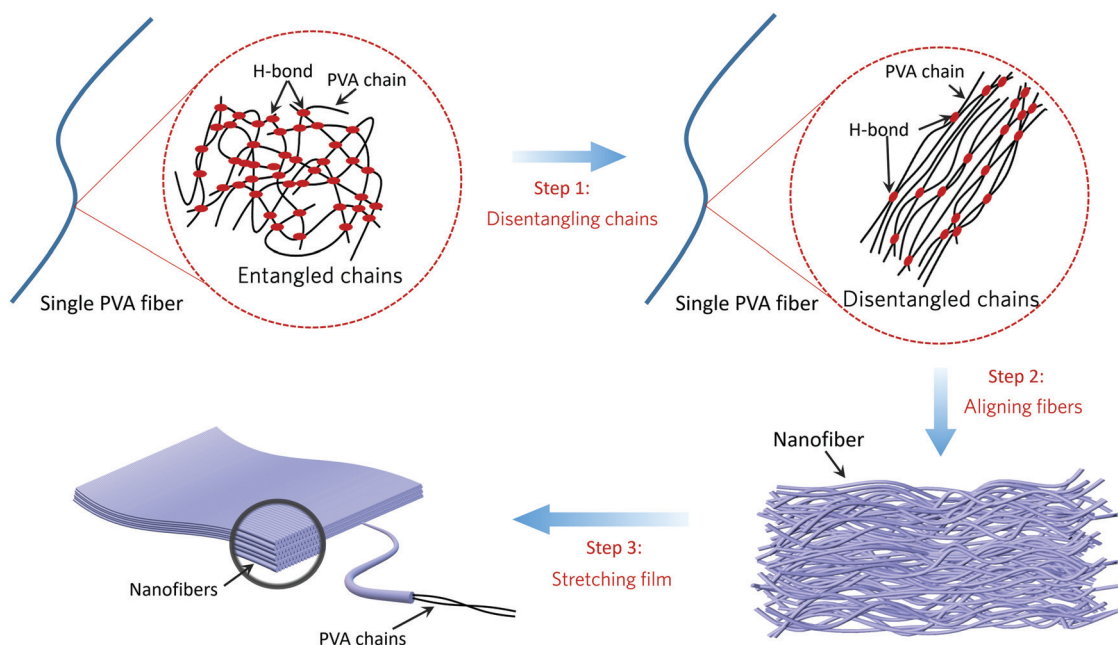 H-bond
PVA chain
Entangled chains
Single PVA fiber
Step 1:
Disentangling chains
PVA chain
H-bond
Disentangled chains
Single PVA fiber
Step 2:
Aligning fibers
Nanofiber
Step 3:
Stretching film
Nanofibers
PVA chains